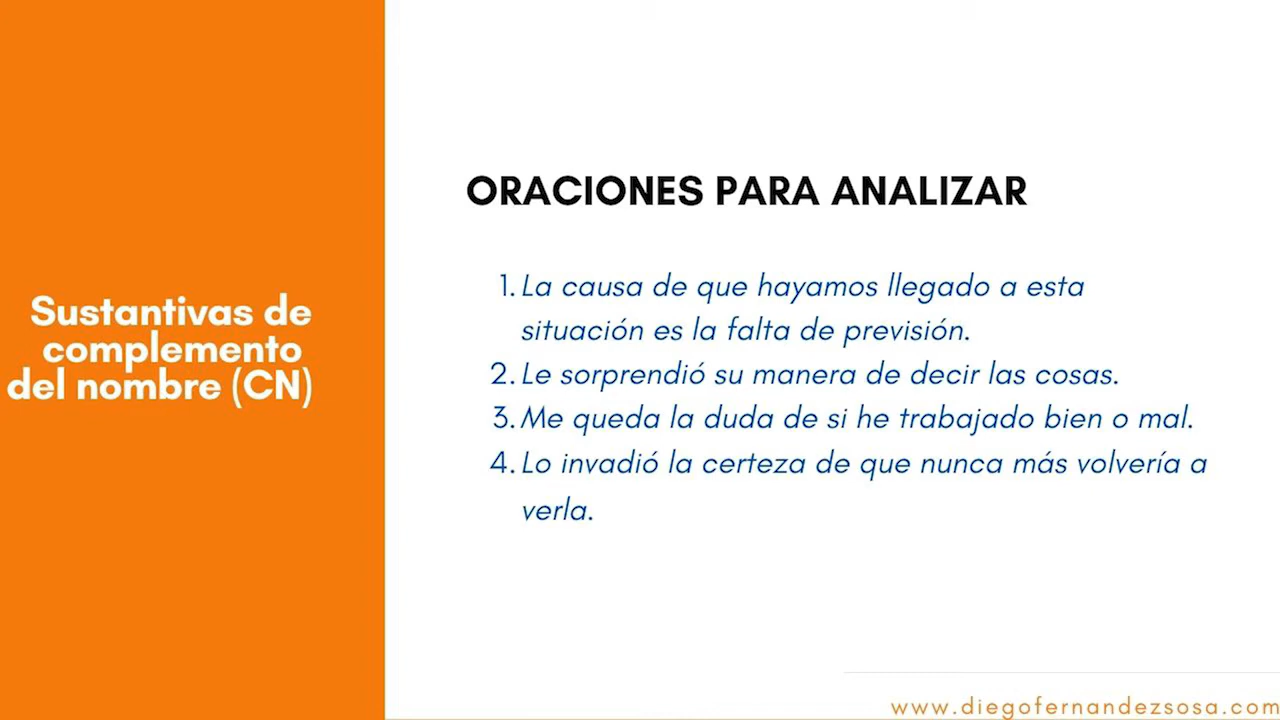 Sustantivas de
complemento
del nombre (CN)
ORACIONES PARA ANALIZAR
1. La causa de que hayamos llegado a esta
situación es la falta de previsión.
2. Le sorprendió su manera de decir las cosas.
3. Me queda la duda de si he trabajado bien o mal.
4. Lo invadió la certeza de que nunca más volvería a
verla.
www.diegofernandezsosa.com